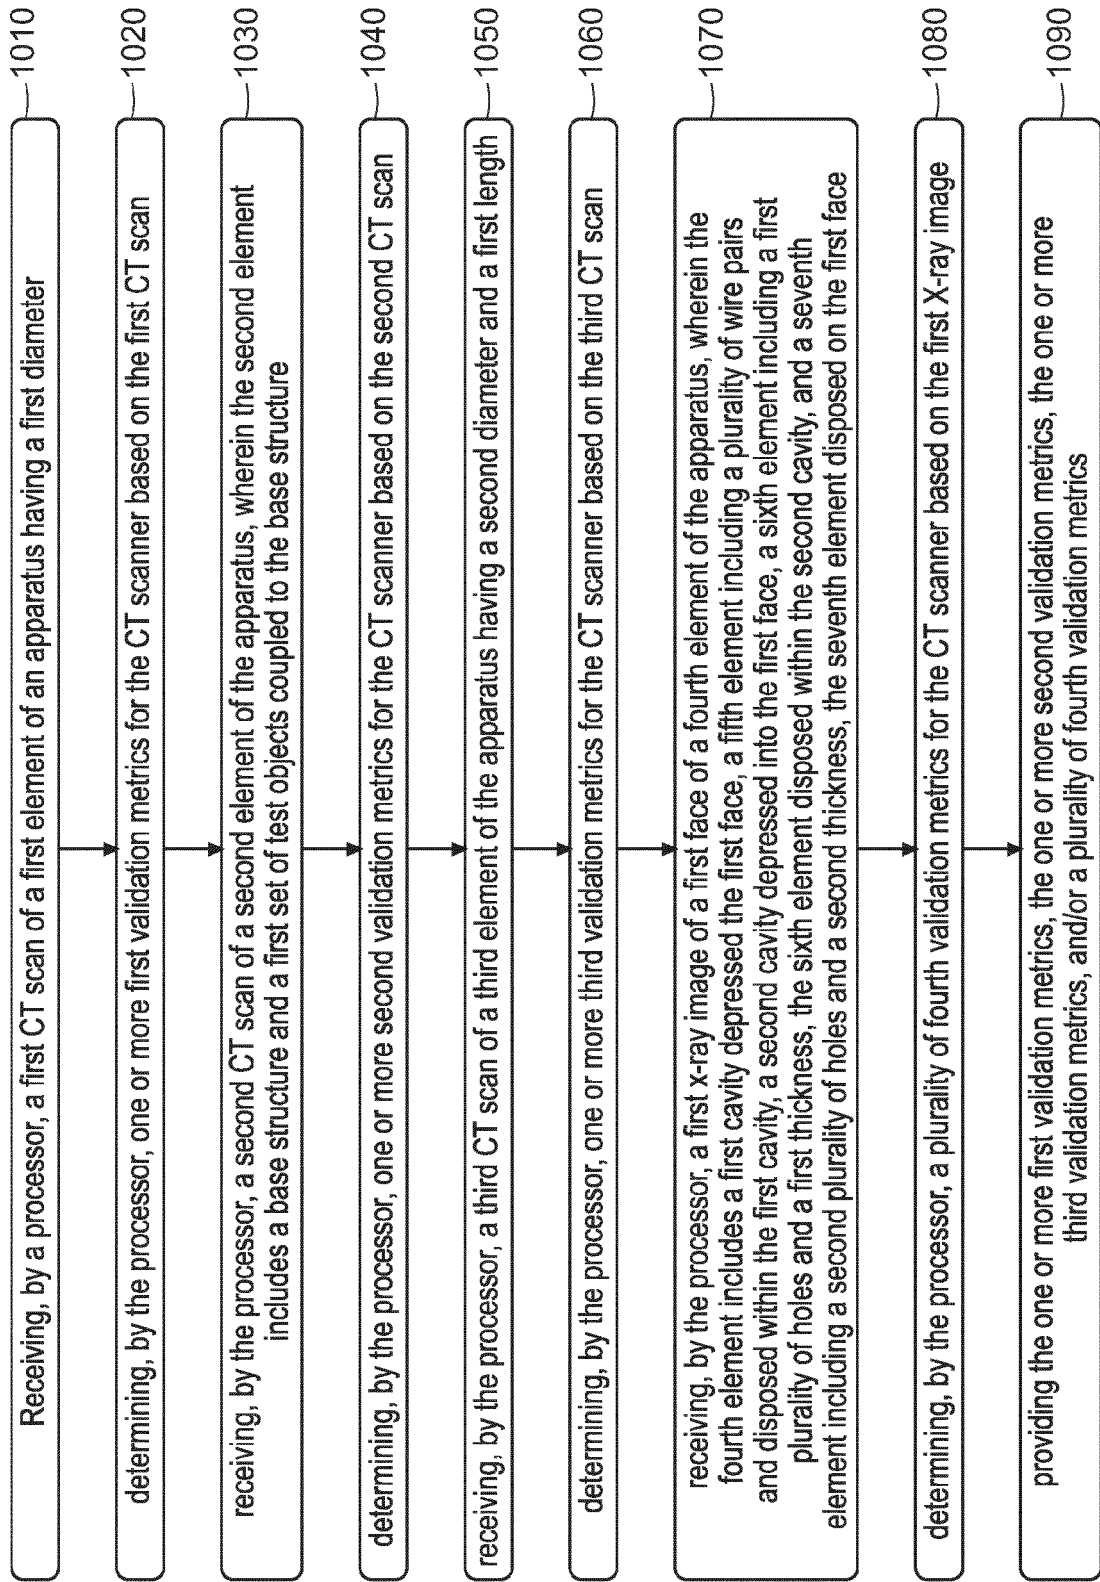 Receiving, by a processor, a first CT scan of a first element of an apparatus having a first diameter
1010
determining, by the processor, one or more first validation metrics for the CT scanner based on the first CT scan
1020
receiving, by the processor, a second CT scan of a second element of the apparatus, wherein the second element
includes a base structure and a first set of test objects coupled to the base structure
1030
determining, by the processor, one or more second validation metrics for the CT scanner based on the second CT scan
1040
receiving, by the processor, a third CT scan of a third element of the apparatus having a second diameter and a first length
1050
determining, by the processor, one or more third validation metrics for the CT scanner based on the third CT scan
1060
receiving, by the processor, a first x-ray image of a first face of a fourth element of the apparatus, wherein the
fourth element includes a first cavity depressed the first face, a fifth element including a plurality of wire pairs
and disposed within the first cavity, a second cavity depressed into the first face, a sixth element including a first
plurality of holes and a first thickness, the sixth element disposed within the second cavity, and a seventh
element including a second plurality of holes and a second thickness, the seventh element disposed on the first face
1070
determining, by the processor, a plurality of fourth validation metrics for the CT scanner based on the first X-ray image
1080
providing the one or more first validation metrics, the one or more second validation metrics, the one or more
third validation metrics, and/or a plurality of fourth validation metrics
1090